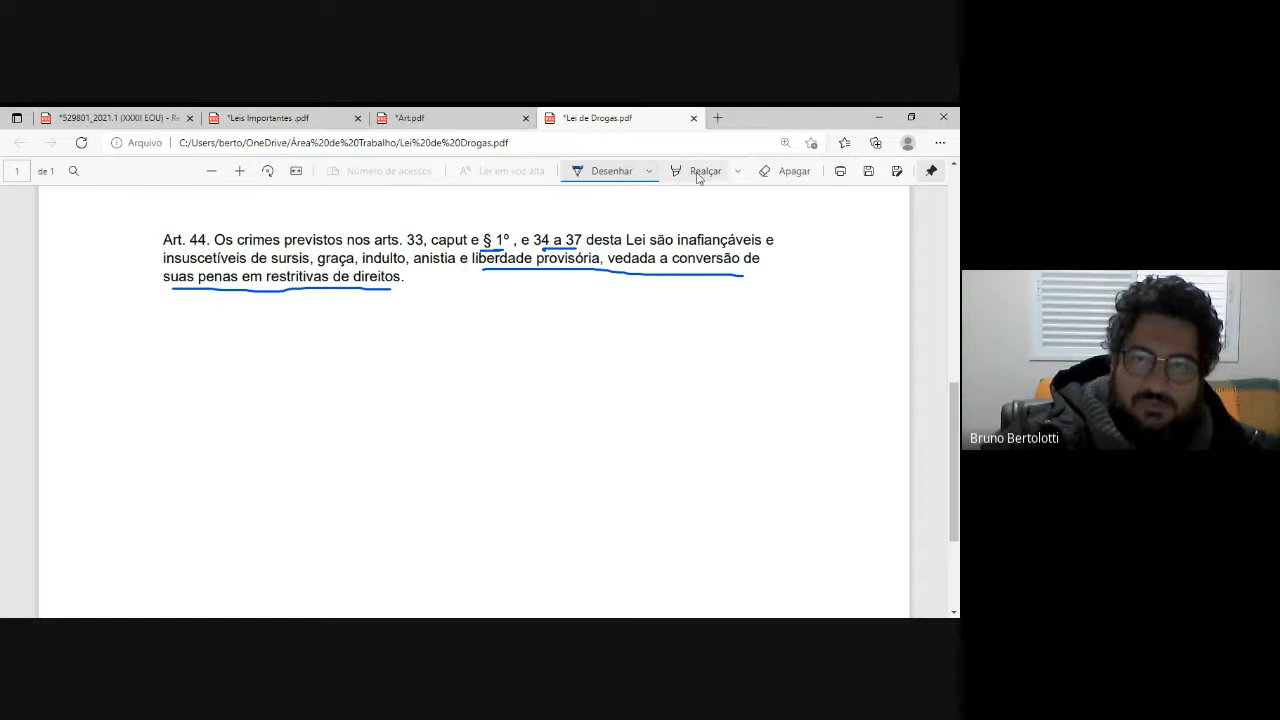 *529801_2021.1 (XXXII EOU) - Re
*Leis Importantes .pdf
*Art.pdf
*Lei de Drogas.pdf
Arquivo C:/Users/berto/OneDrive/Área%20de%20Trabalho/Lei%20de%20Drogas.pdf
1 de 1 Número de acessos Ler em voz alta Desenhar Realçar Apagar
Art. 44. Os crimes previstos nos arts. 33, caput e § 1º , e 34 a 37 desta Lei são inafiançáveis e
insuscetíveis de sursis, graça, indulto, anistia e liberdade provisória, vedada a conversão de
suas penas em restritivas de direitos.
Bruno Bertolotti